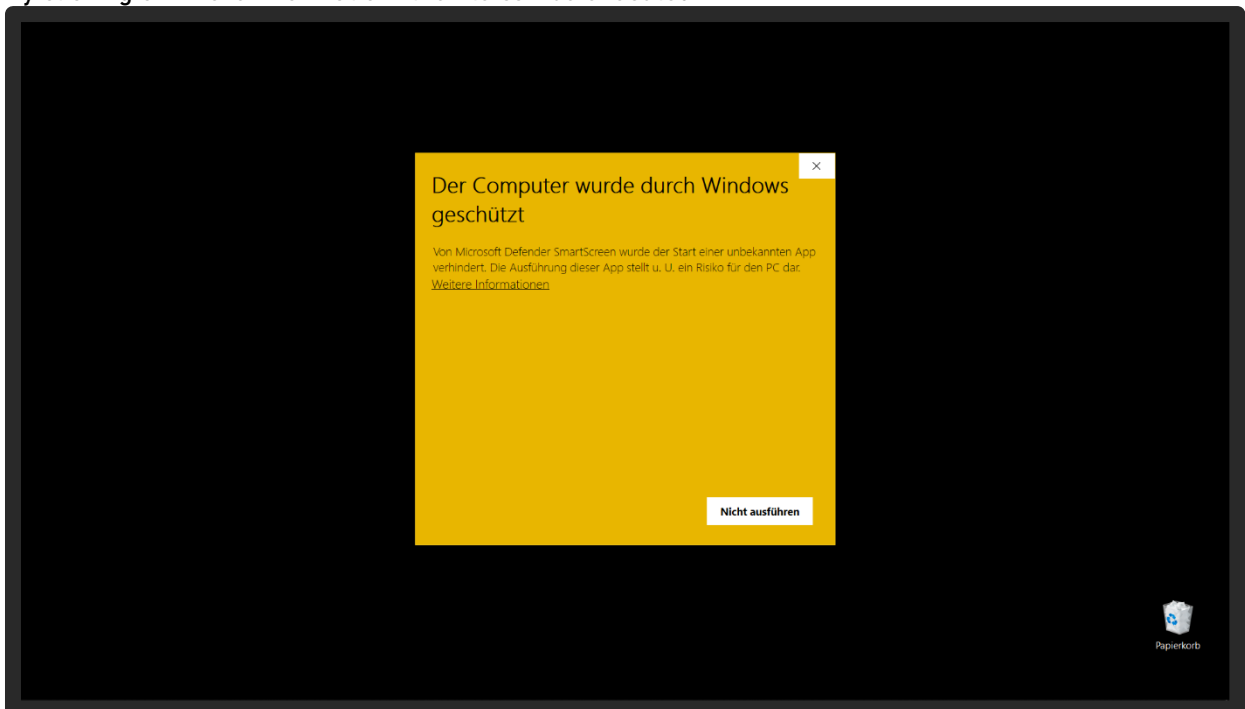 Der Computer wurde durch Windows
geschützt
Von Microsoft Defender SmartScreen wurde der Start einer unbekannten App
verhindert. Die Ausführung dieser App stellt u. U. ein Risiko für den PC dar.
Weitere Informationen
Nicht ausführen
Papierkorb